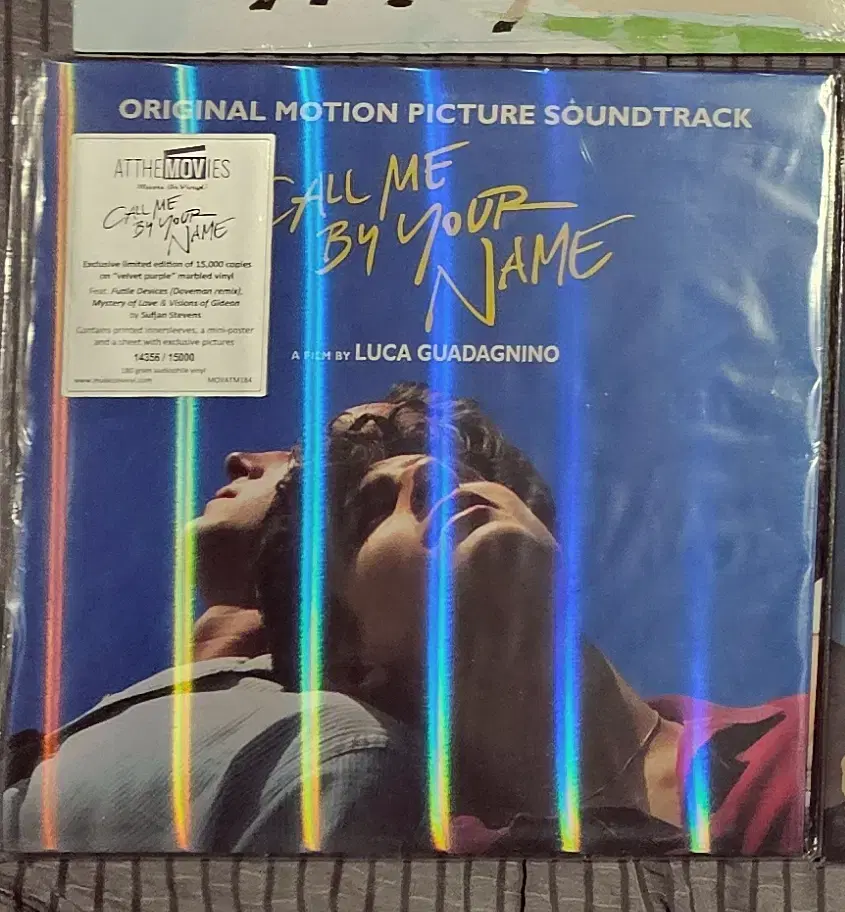 ORIGINAL MOTION PICTURE SOUNDTRACK
CALL ME
BY YOUR
NAME
A FILM BY LUCA GUADAGNINO
AT THE MOVIES
Music On Vinyl
CALL ME
BY YOUR
NAME
Exclusive limited edition of 15,000 copies
on "velvet purple" marbled vinyl
Feat. Futile Devices (Doveman remix),
Mystery of Love & Visions of Gideon
by Sufjan Stevens
Contains printed innersleeves, a mini-poster
and a sheet with exclusive pictures
14356 / 15000
180 gram audiophile vinyl
www.musiconvinyl.com MOVATM184